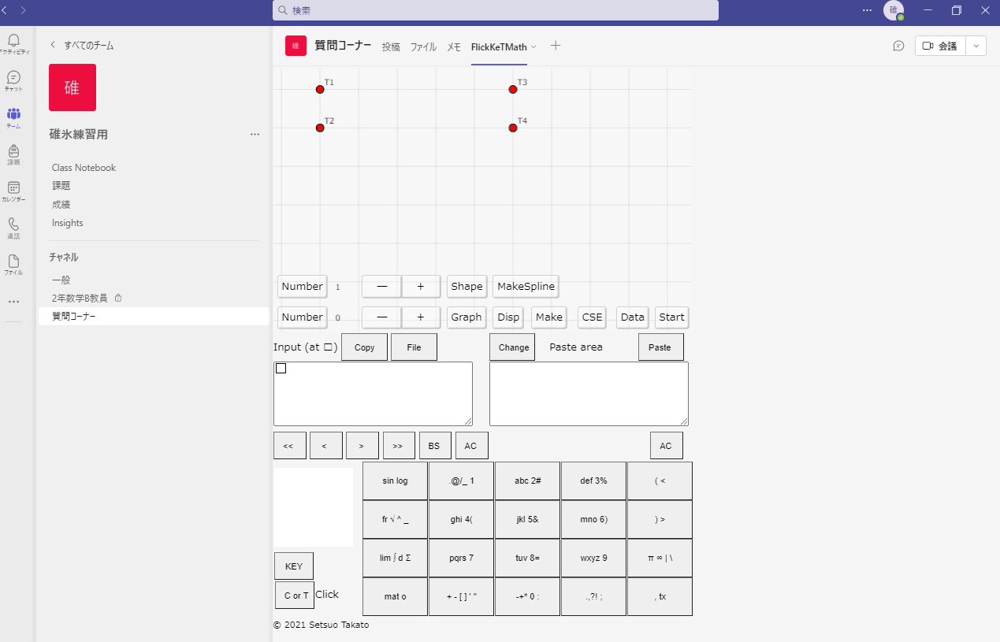 検索
碓
アクティビティ
チャット
チーム
課題
カレンダー
通話
ファイル
すべてのチーム
碓
碓氷練習用
Class Notebook
課題
成績
Insights
チャネル
一般
2年数学B教員
質問コーナー
碓 質問コーナー 投稿 ファイル メモ FlickKeTMath
会議
T1 T3
T2 T4
Number 1 — + Shape MakeSpline
Number 0 — + Graph Disp Make CSE Data Start
Input (at □) Copy File Change Paste area Paste
□
<< < > >> BS AC AC
sin log .@/_ 1 abc 2# def 3% ( <
fr √ ^ _ ghi 4( jkl 5& mno 6) ) >
lim ∫ d Σ pqrs 7 tuv 8= wxyz 9 π ∞ | \
KEY
mat o + - [ ] ' " -+* 0 : .,?! ; , tx
C or T Click
© 2021 Setsuo Takato